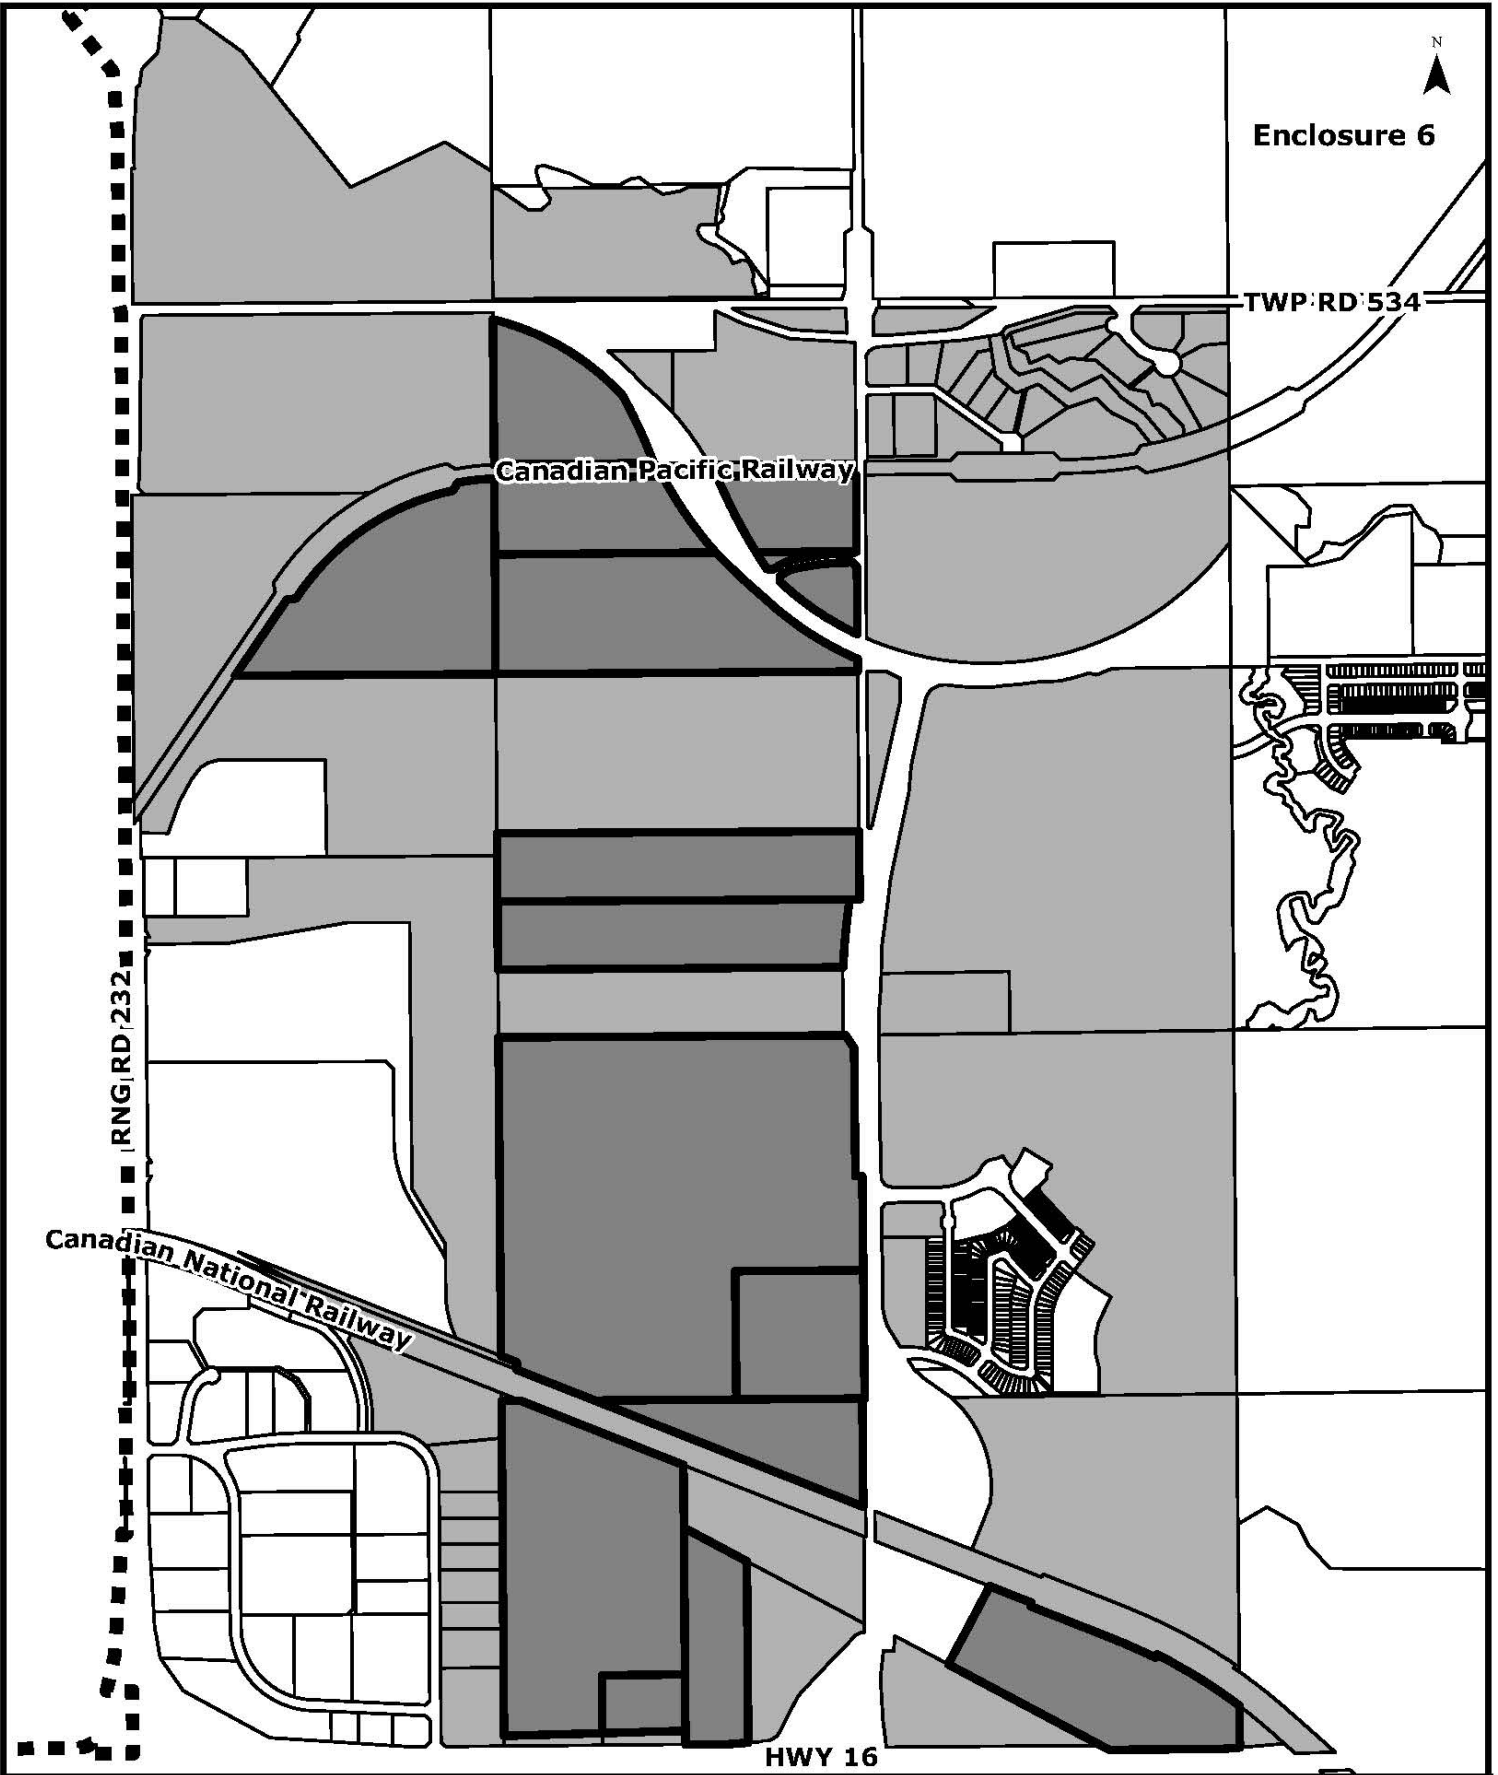 N
Enclosure 6
TWP RD 534
Canadian Pacific Railway
RNG RD 232
Canadian National Railway
HWY 16